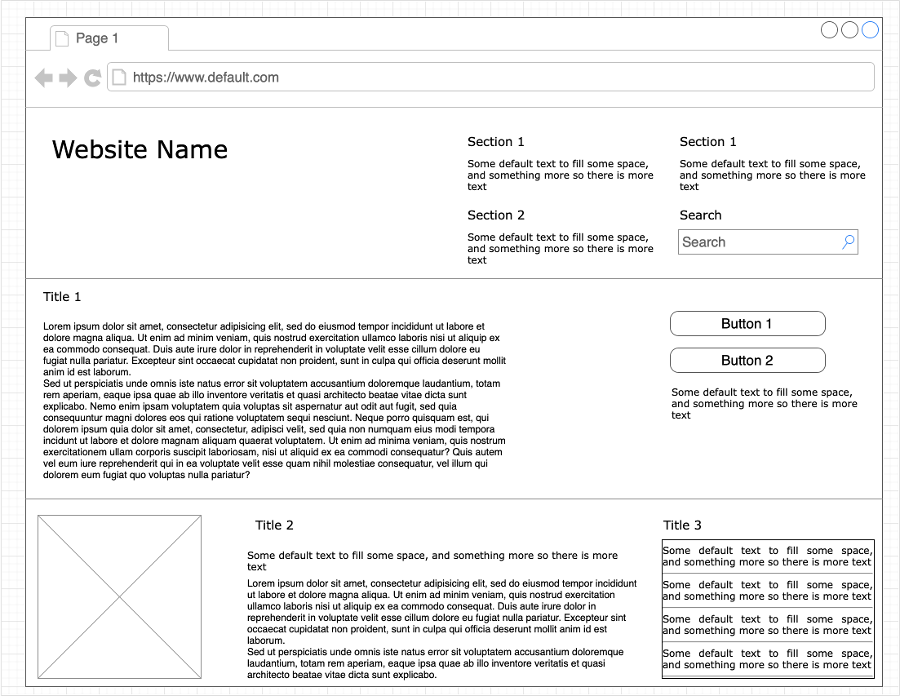 Page 1
https://www.default.com
Website Name
Section 1
Some default text to fill some space,
and something more so there is more
text
Section 1
Some default text to fill some space,
and something more so there is more
text
Section 2
Some default text to fill some space,
and something more so there is more
text
Search
Search
Title 1
Lorem ipsum dolor sit amet, consectetur adipisicing elit, sed do eiusmod tempor incididunt ut labore et
dolore magna aliqua. Ut enim ad minim veniam, quis nostrud exercitation ullamco laboris nisi ut aliquip ex
ea commodo consequat. Duis aute irure dolor in reprehenderit in voluptate velit esse cillum dolore eu
fugiat nulla pariatur. Excepteur sint occaecat cupidatat non proident, sunt in culpa qui officia deserunt mollit
anim id est laborum.
Sed ut perspiciatis unde omnis iste natus error sit voluptatem accusantium doloremque laudantium, totam
rem aperiam, eaque ipsa quae ab illo inventore veritatis et quasi architecto beatae vitae dicta sunt
explicabo. Nemo enim ipsam voluptatem quia voluptas sit aspernatur aut odit aut fugit, sed quia
consequuntur magni dolores eos qui ratione voluptatem sequi nesciunt. Neque porro quisquam est, qui
dolorem ipsum quia dolor sit amet, consectetur, adipisci velit, sed quia non numquam eius modi tempora
incidunt ut labore et dolore magnam aliquam quaerat voluptatem. Ut enim ad minima veniam, quis nostrum
exercitationem ullam corporis suscipit laboriosam, nisi ut aliquid ex ea commodi consequatur? Quis autem
vel eum iure reprehenderit qui in ea voluptate velit esse quam nihil molestiae consequatur, vel illum qui
dolorem eum fugiat quo voluptas nulla pariatur?
Button 1
Button 2
Some default text to fill some space,
and something more so there is more
text
Title 2
Some default text to fill some space, and something more so there is more
text
Lorem ipsum dolor sit amet, consectetur adipisicing elit, sed do eiusmod tempor incididunt
ut labore et dolore magna aliqua. Ut enim ad minim veniam, quis nostrud exercitation
ullamco laboris nisi ut aliquip ex ea commodo consequat. Duis aute irure dolor in
reprehenderit in voluptate velit esse cillum dolore eu fugiat nulla pariatur. Excepteur sint
occaecat cupidatat non proident, sunt in culpa qui officia deserunt mollit anim id est
laborum.
Sed ut perspiciatis unde omnis iste natus error sit voluptatem accusantium doloremque
laudantium, totam rem aperiam, eaque ipsa quae ab illo inventore veritatis et quasi
architecto beatae vitae dicta sunt explicabo.
Title 3
Some default text to fill some space,
and something more so there is more text
Some default text to fill some space,
and something more so there is more text
Some default text to fill some space,
and something more so there is more text
Some default text to fill some space,
and something more so there is more text